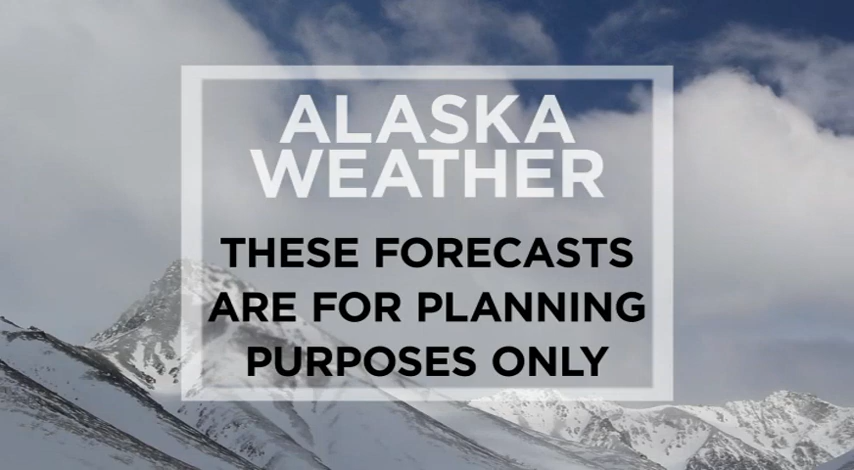 ALASKA
WEATHER
THESE FORECASTS
ARE FOR PLANNING
PURPOSES ONLY